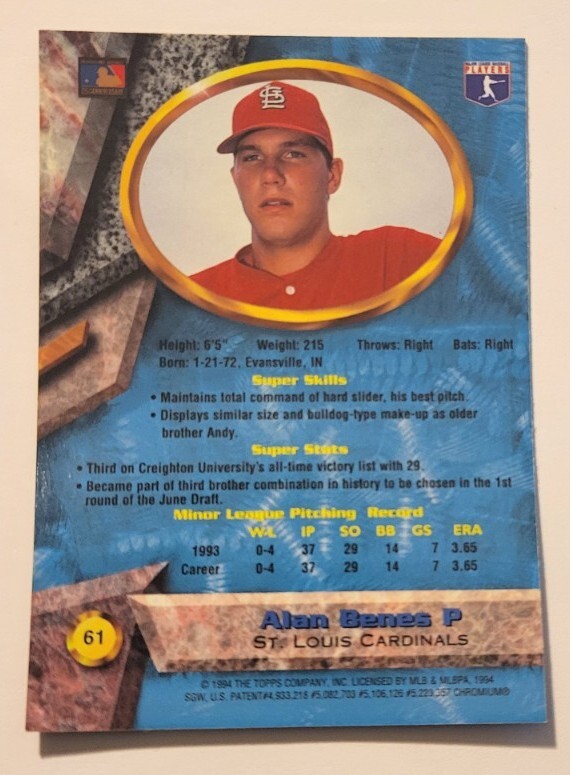 PLAYERS
STL
Height: 6'5" Weight: 215 Throws: Right Bats: Right
Born: 1-21-72, Evansville, IN
Super Skills
• Maintains total command of hard slider, his best pitch.
• Displays similar size and bulldog-type make-up as older
brother Andy.
Super Stats
• Third on Creighton University's all-time victory list with 29.
• Became part of third brother combination in history to be chosen in the 1st
round of the June Draft.
Minor League Pitching Record
W-L IP SO BB GS ERA
1993 0-4 37 29 14 7 3.65
Career 0-4 37 29 14 7 3.65
Alan Benes P
61
ST. LOUIS CARDINALS
© 1994 THE TOPPS COMPANY, INC. LICENSED BY MLB & MLBPA, 1994
SGW, U.S. PATENT#4,933,218 #5,082,703 #5,106,126 #5,223,357 CHROMIUM®